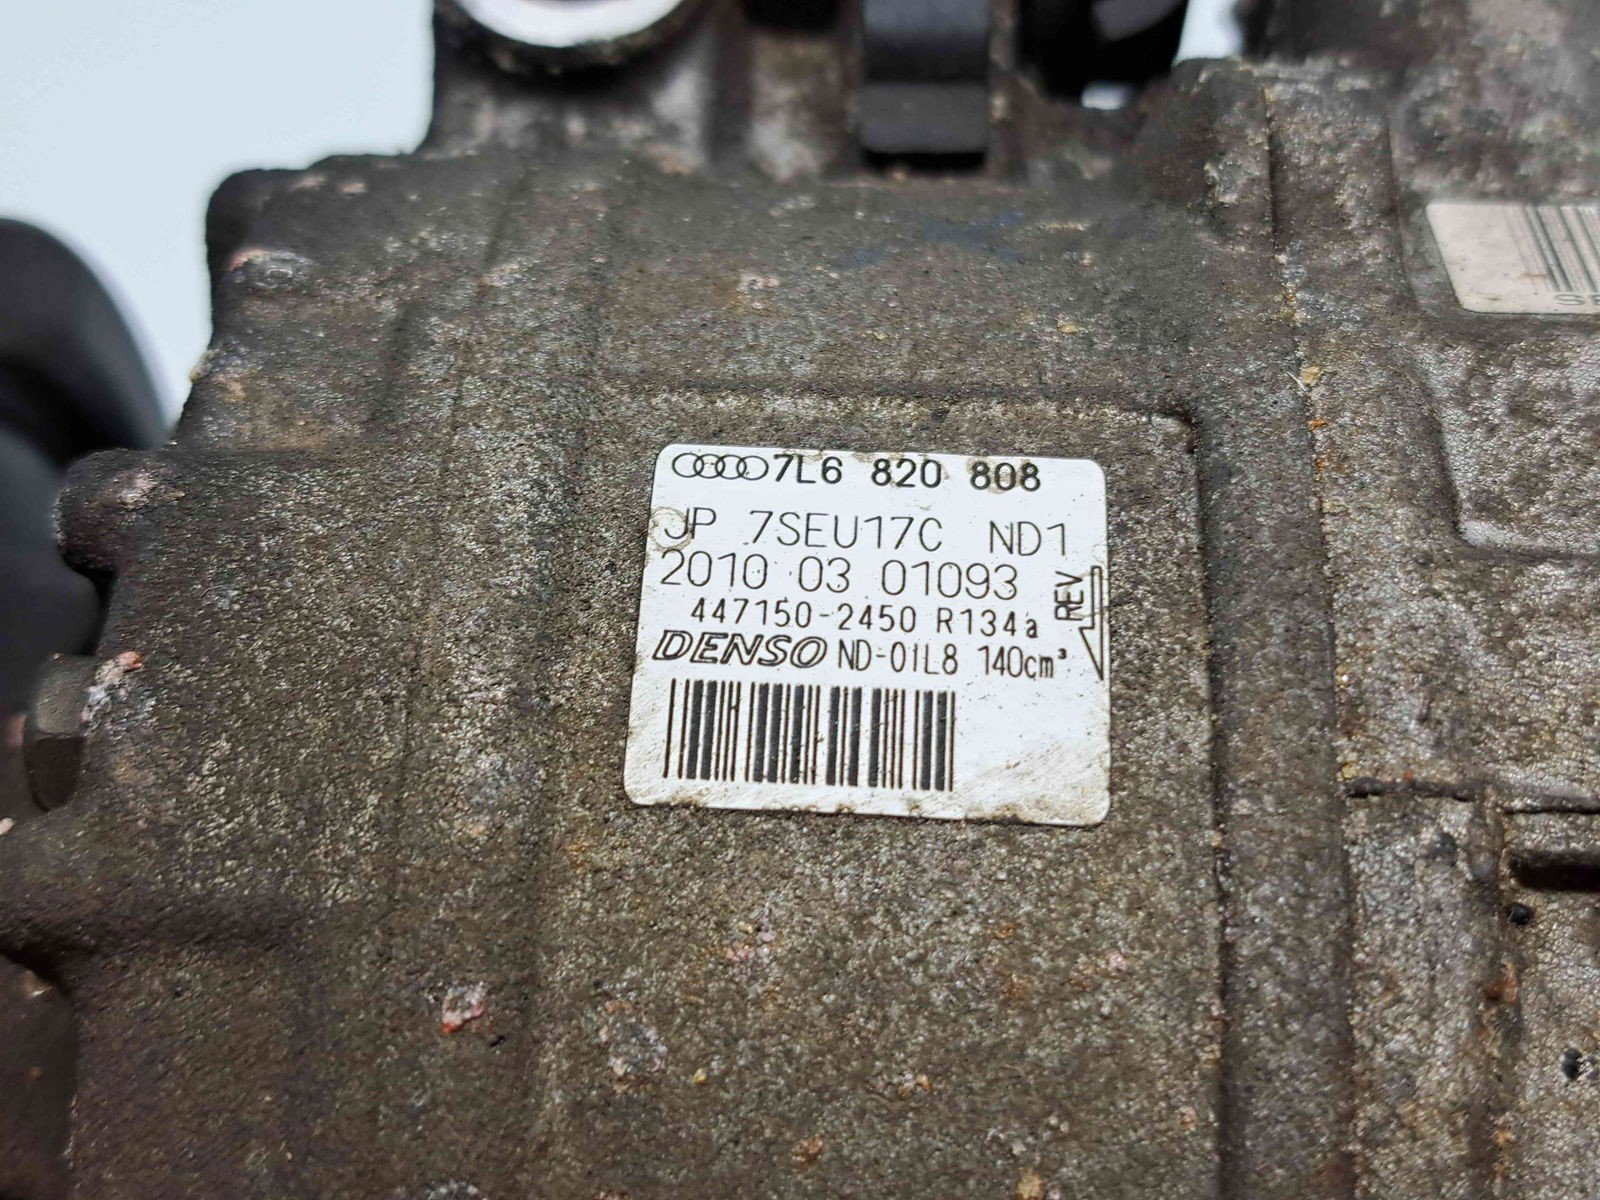 7L6 820 808
JP 7SEU17C ND1
2010 03 01093
447150-2450 R134a
REV
DENSO ND-OIL8 140cm³